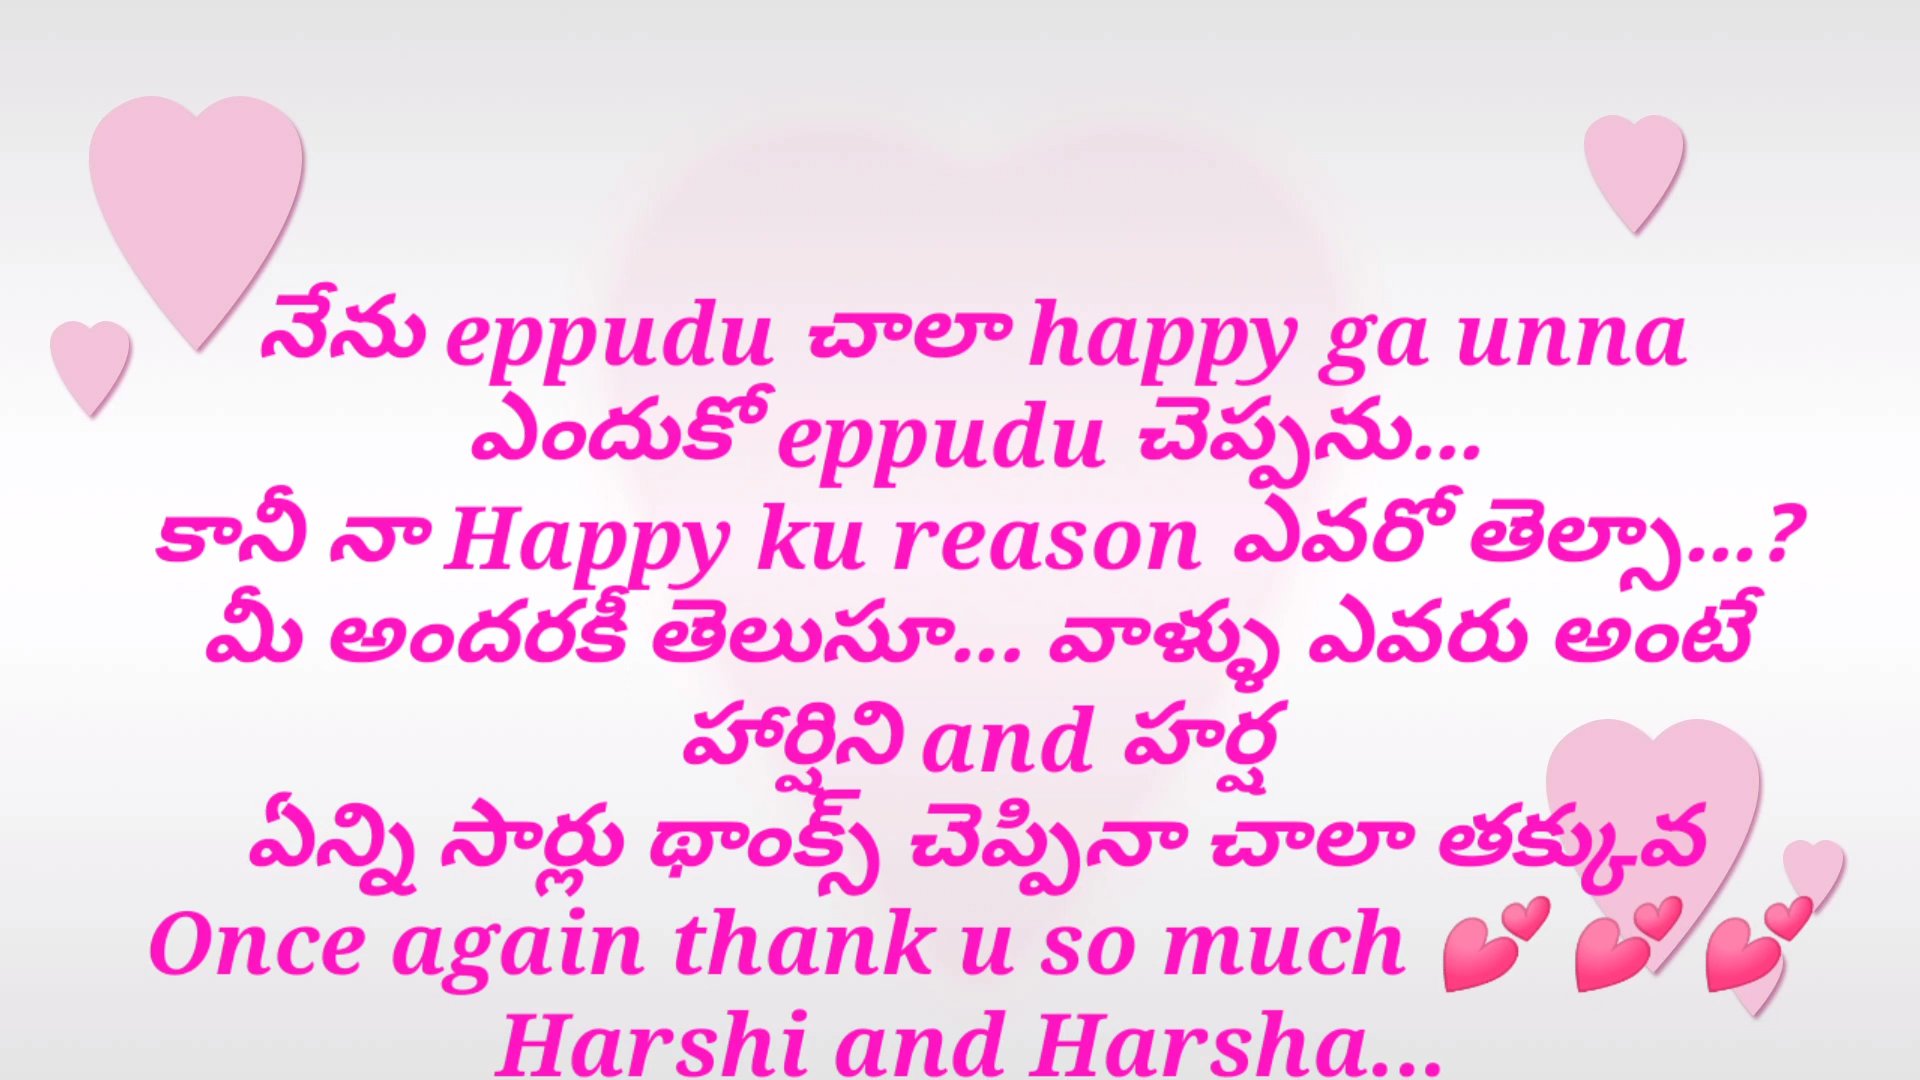 నేను eppudu చాలా happy ga unna
ఎందుకో eppudu చెప్పను...
కానీ నా Happy ku reason ఎవరో తెల్సా...?
మీ అందరకీ తెలుసూ... వాళ్ళు ఎవరు అంటే
హార్షిని and హర్ష
ఏన్ని సార్లు థాంక్స్ చెప్పినా చాలా తక్కువ
Once again thank u so much 💕 💕 💕
Harshi and Harsha...